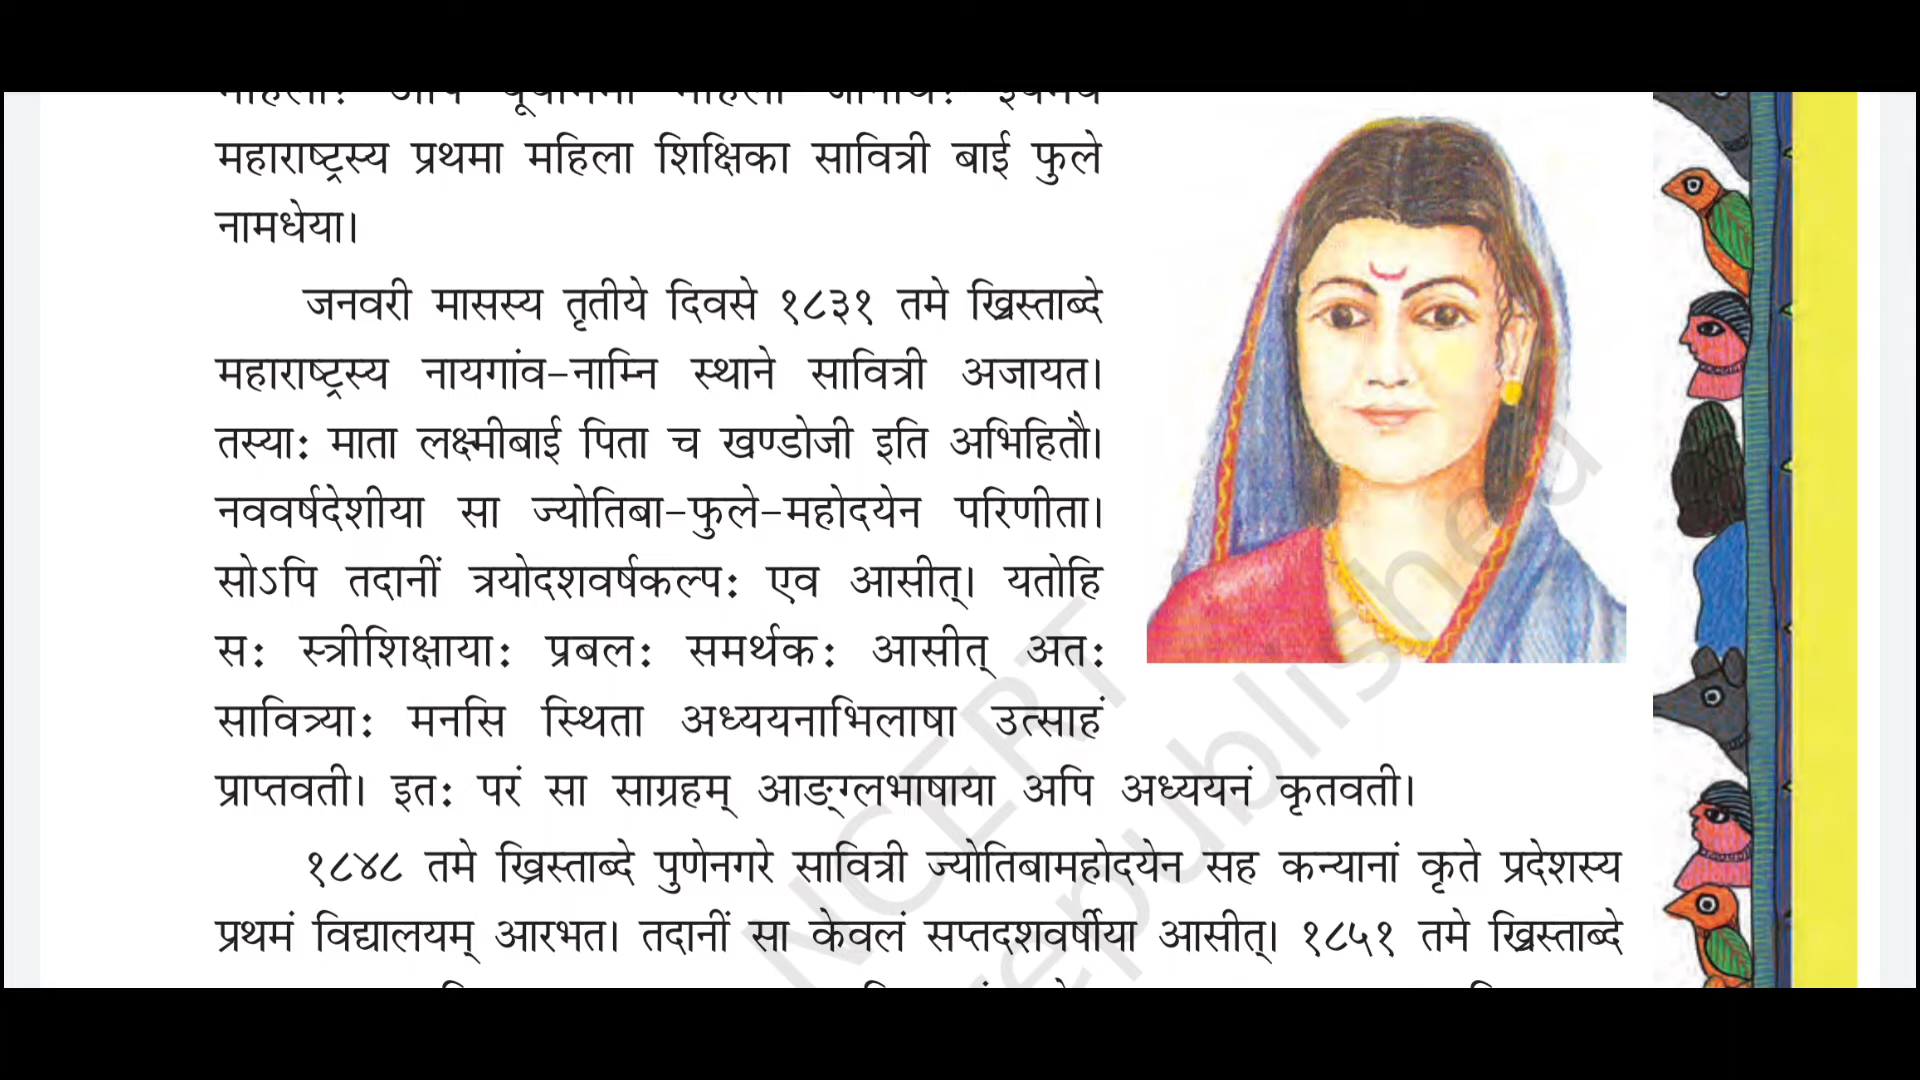 महाराष्ट्रस्य प्रथमा महिला शिक्षिका सावित्री बाई फुले
नामधेया।
जनवरी मासस्य तृतीये दिवसे १८३१ तमे ख्रिस्ताब्दे
महाराष्ट्रस्य नायगांव-नाम्नि स्थाने सावित्री अजायत।
तस्याः माता लक्ष्मीबाई पिता च खण्डोजी इति अभिहितौ।
नववर्षदेशीया सा ज्योतिबा-फुले-महोदयेन परिणीता।
सोऽपि तदानीं त्रयोदशवर्षकल्पः एव आसीत्। यतोहि
सः स्त्रीशिक्षायाः प्रबलः समर्थकः आसीत् अतः
सावित्र्याः मनसि स्थिता अध्ययनाभिलाषा उत्साहं
प्राप्तवती। इतः परं सा साग्रहम् आङ्ग्लभाषाया अपि अध्ययनं कृतवती।
१८४८ तमे ख्रिस्ताब्दे पुणेनगरे सावित्री ज्योतिबामहोदयेन सह कन्यानां कृते प्रदेशस्य
प्रथमं विद्यालयम् आरभत। तदानीं सा केवलं सप्तदशवर्षीया आसीत्। १८५१ तमे ख्रिस्ताब्दे
NCERT
republished